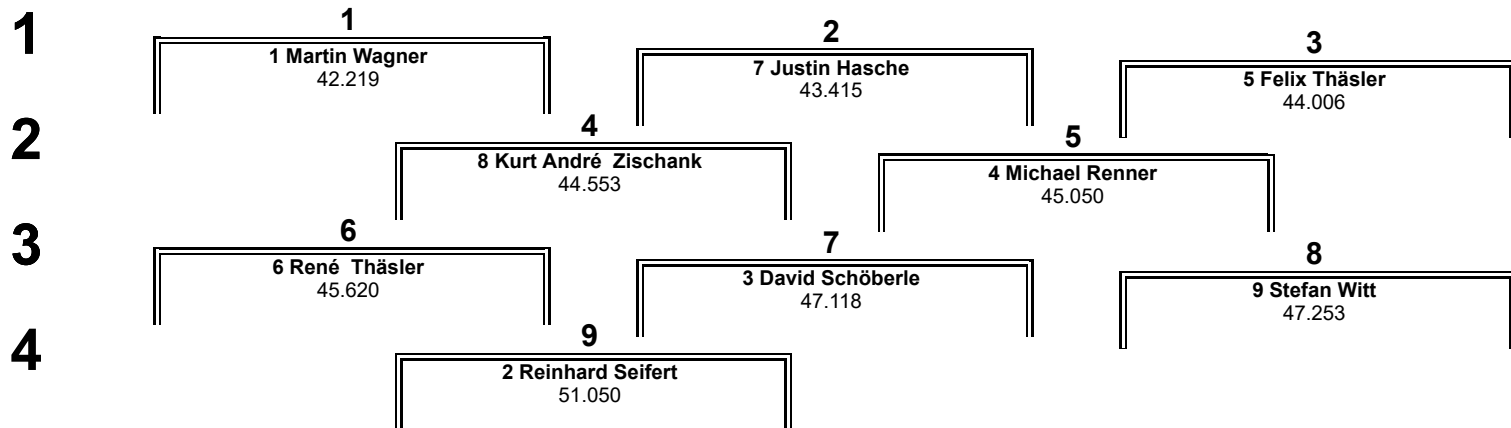 1
1
1 Martin Wagner
42.219
2
7 Justin Hasche
43.415
3
5 Felix Thäsler
44.006
2
4
8 Kurt André  Zischank
44.553
5
4 Michael Renner
45.050
3
6
6 René  Thäsler
45.620
7
3 David Schöberle
47.118
8
9 Stefan Witt
47.253
4
9
2 Reinhard Seifert
51.050